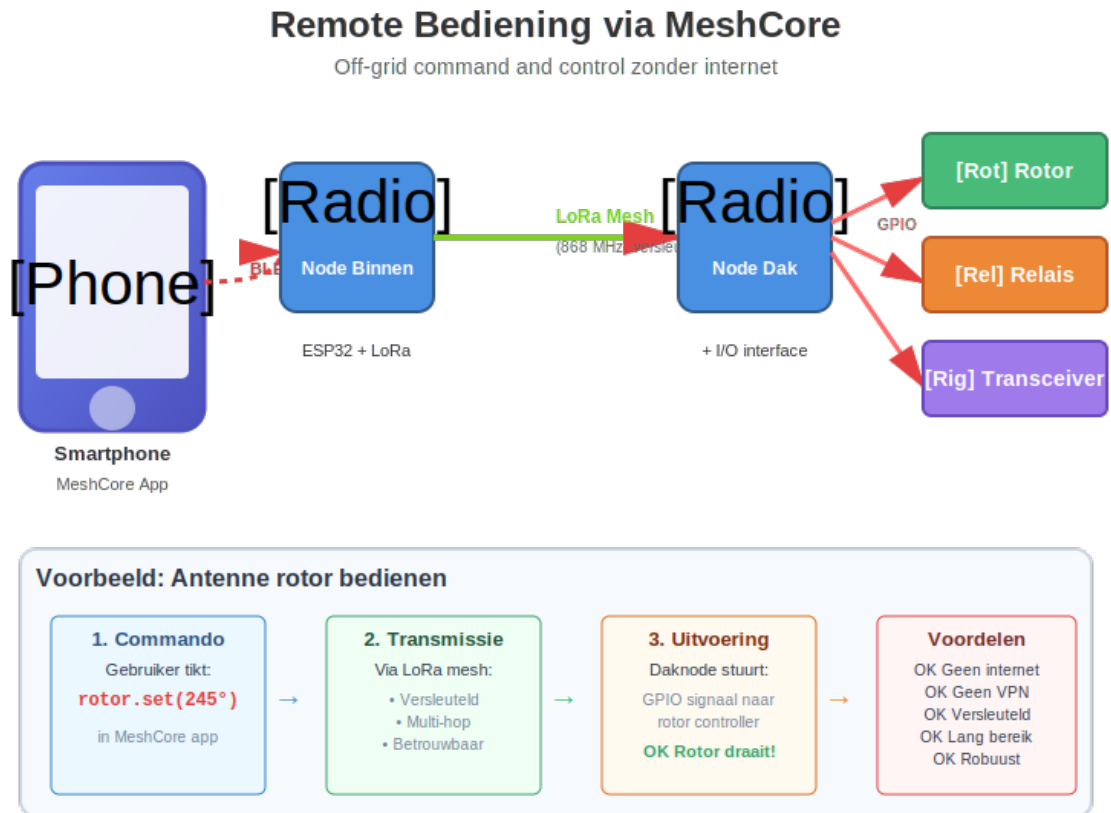 Remote Bediening via MeshCore
Off-grid command and control zonder internet
[Phone]
Smartphone
MeshCore App
BLE
[Radio]
Node Binnen
ESP32 + LoRa
LoRa Mesh
(868 MHz,
[Radio]
Node Dak
+ I/O interface
GPIO
[Rot] Rotor
[Rel] Relais
[Rig] Transceiver
Voorbeeld: Antenne rotor bedienen
1. Commando
Gebruiker tikt:
rotor.set(245°)
in MeshCore app
→
2. Transmissie
Via LoRa mesh:
• Versleuteld
• Multi-hop
• Betrouwbaar
→
3. Uitvoering
Daknode stuurt:
GPIO signaal naar
rotor controller
OK Rotor draait!
→
Voordelen
OK Geen internet
OK Geen VPN
OK Versleuteld
OK Lang bereik
OK Robuust